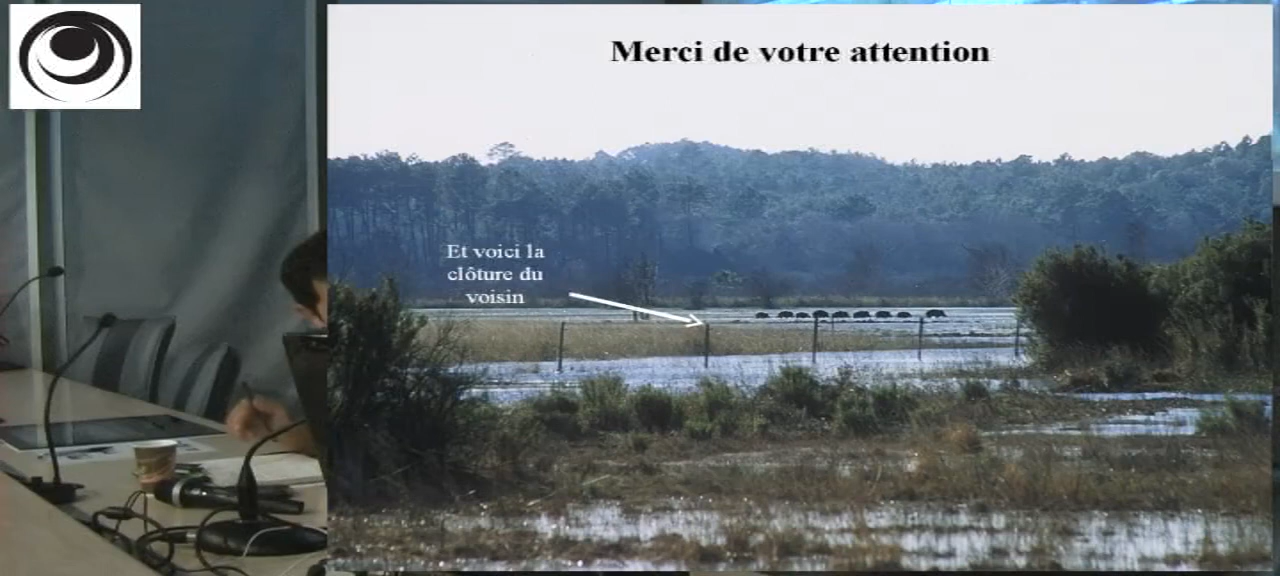 Merci de votre attention
Et voici la
clôture du
voisin